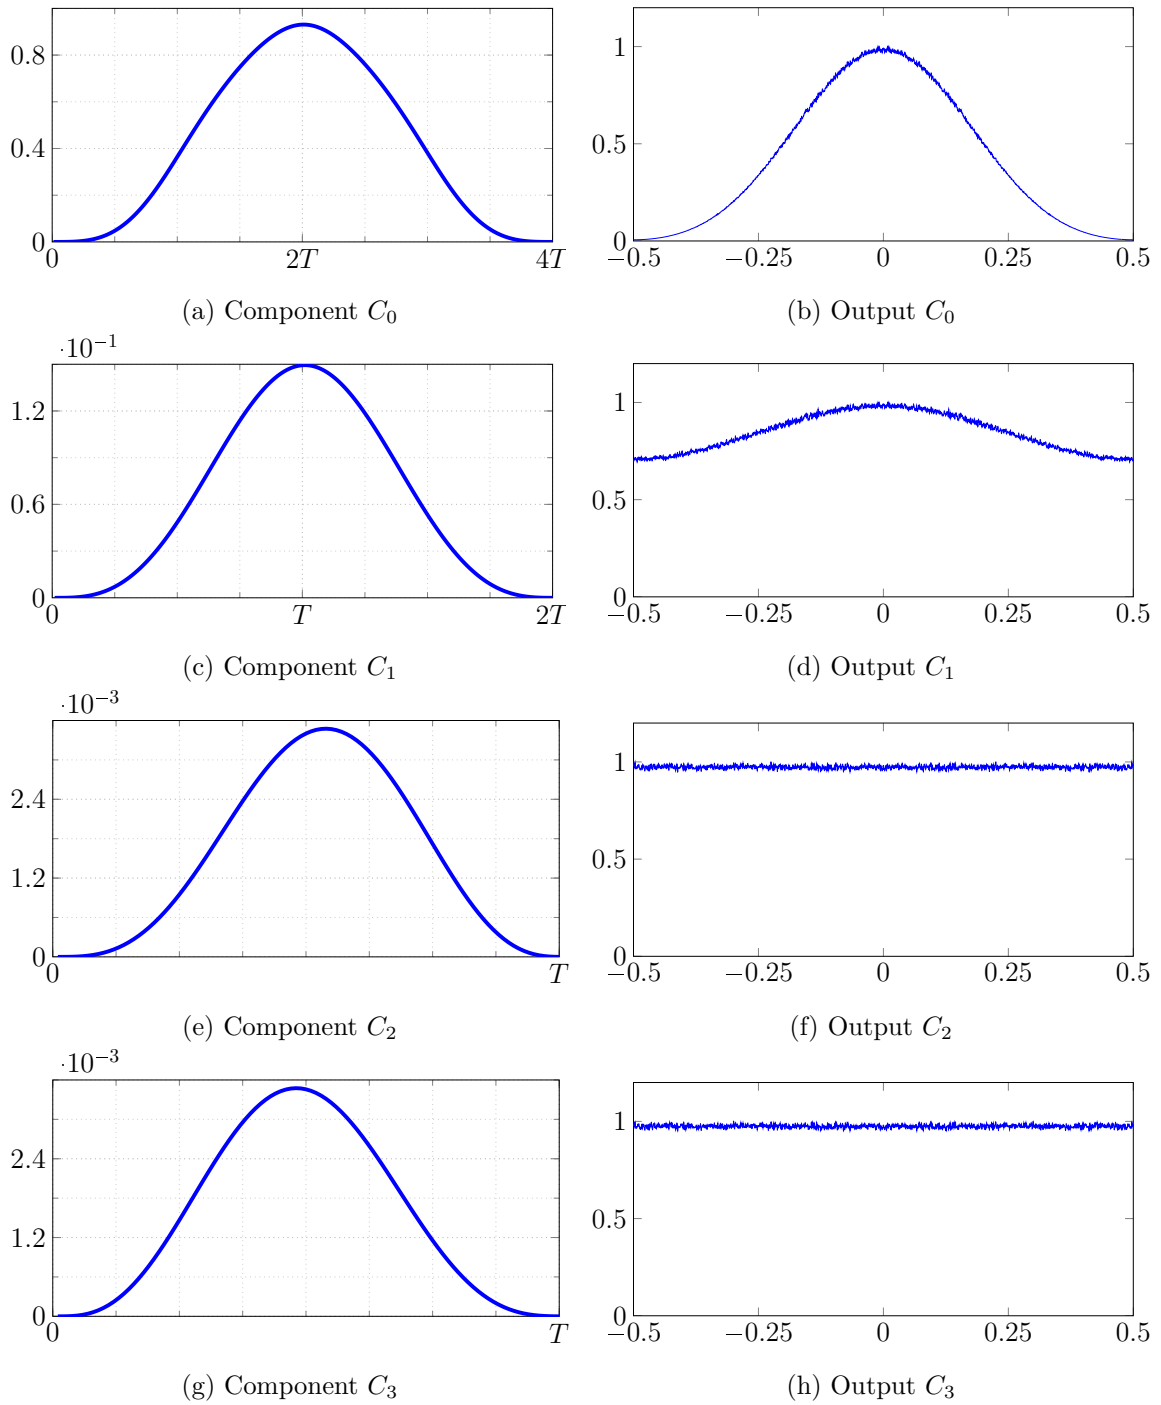 0.8
0.4
0
0 2T 4T
(a) Component C₀
1
0.5
0
−0.5 −0.25 0 0.25 0.5
(b) Output C₀
·10⁻¹
1.2
0.6
0
0 T 2T
(c) Component C₁
1
0.5
0
−0.5 −0.25 0 0.25 0.5
(d) Output C₁
·10⁻³
2.4
1.2
0
0 T
(e) Component C₂
1
0.5
0
−0.5 −0.25 0 0.25 0.5
(f) Output C₂
·10⁻³
2.4
1.2
0
0 T
(g) Component C₃
1
0.5
0
−0.5 −0.25 0 0.25 0.5
(h) Output C₃